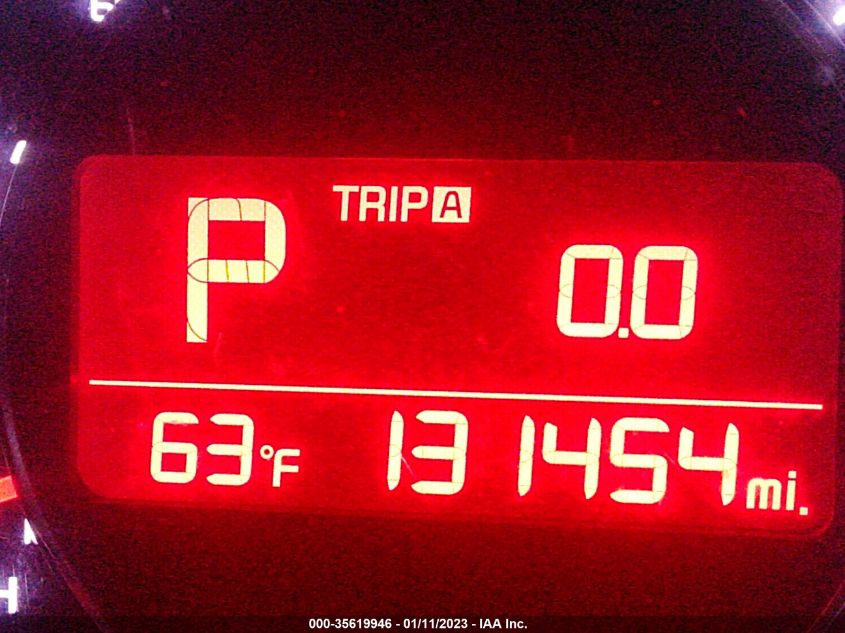 P TRIP A
0.0
63°F 131454 mi.
H
000-35619946 - 01/11/2023 - IAA Inc.